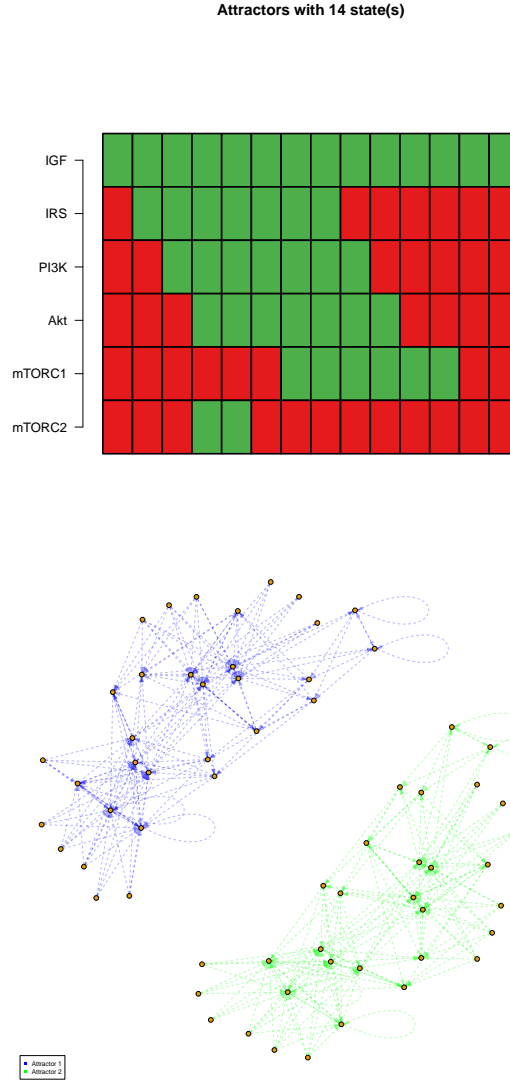 Attractors with 14 state(s)
IGF
IRS
PI3K
Akt
mTORC1
mTORC2
Attractor 1
Attractor 2